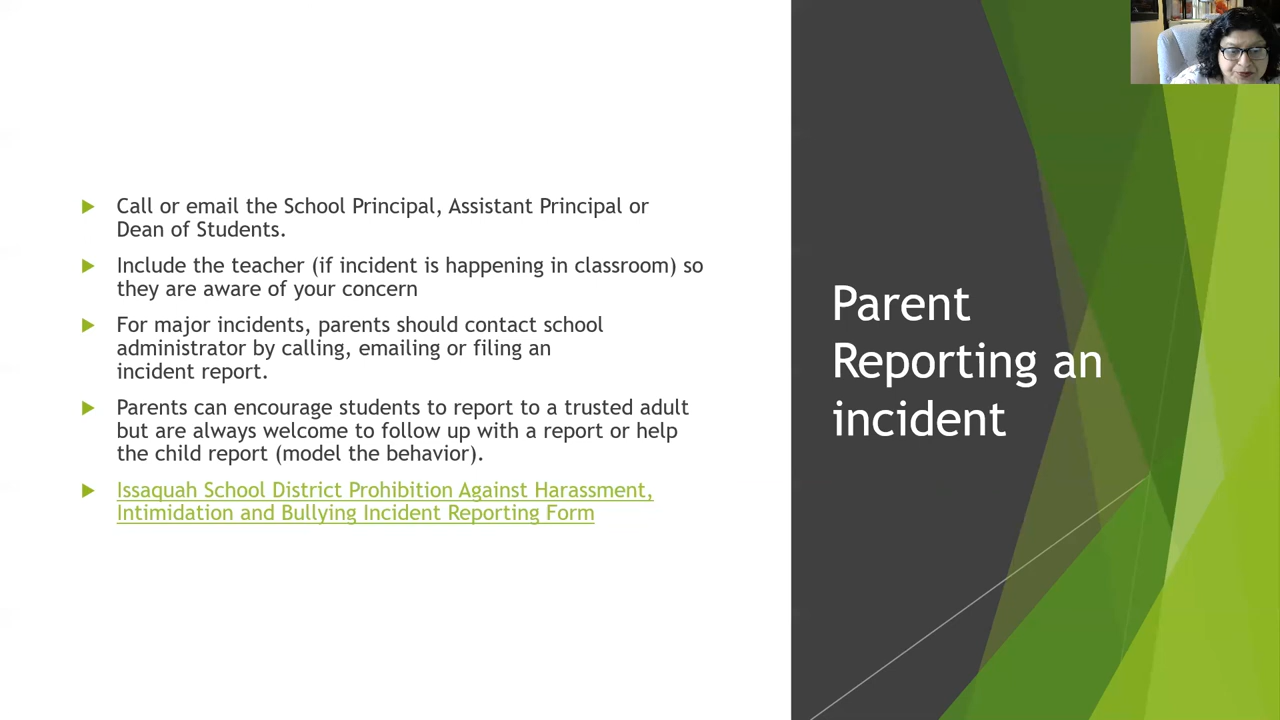 Call or email the School Principal, Assistant Principal or
Dean of Students.
Include the teacher (if incident is happening in classroom) so
they are aware of your concern
For major incidents, parents should contact school
administrator by calling, emailing or filing an
incident report.
Parents can encourage students to report to a trusted adult
but are always welcome to follow up with a report or help
the child report (model the behavior).
Issaquah School District Prohibition Against Harassment,
Intimidation and Bullying Incident Reporting Form
Parent
Reporting an
incident